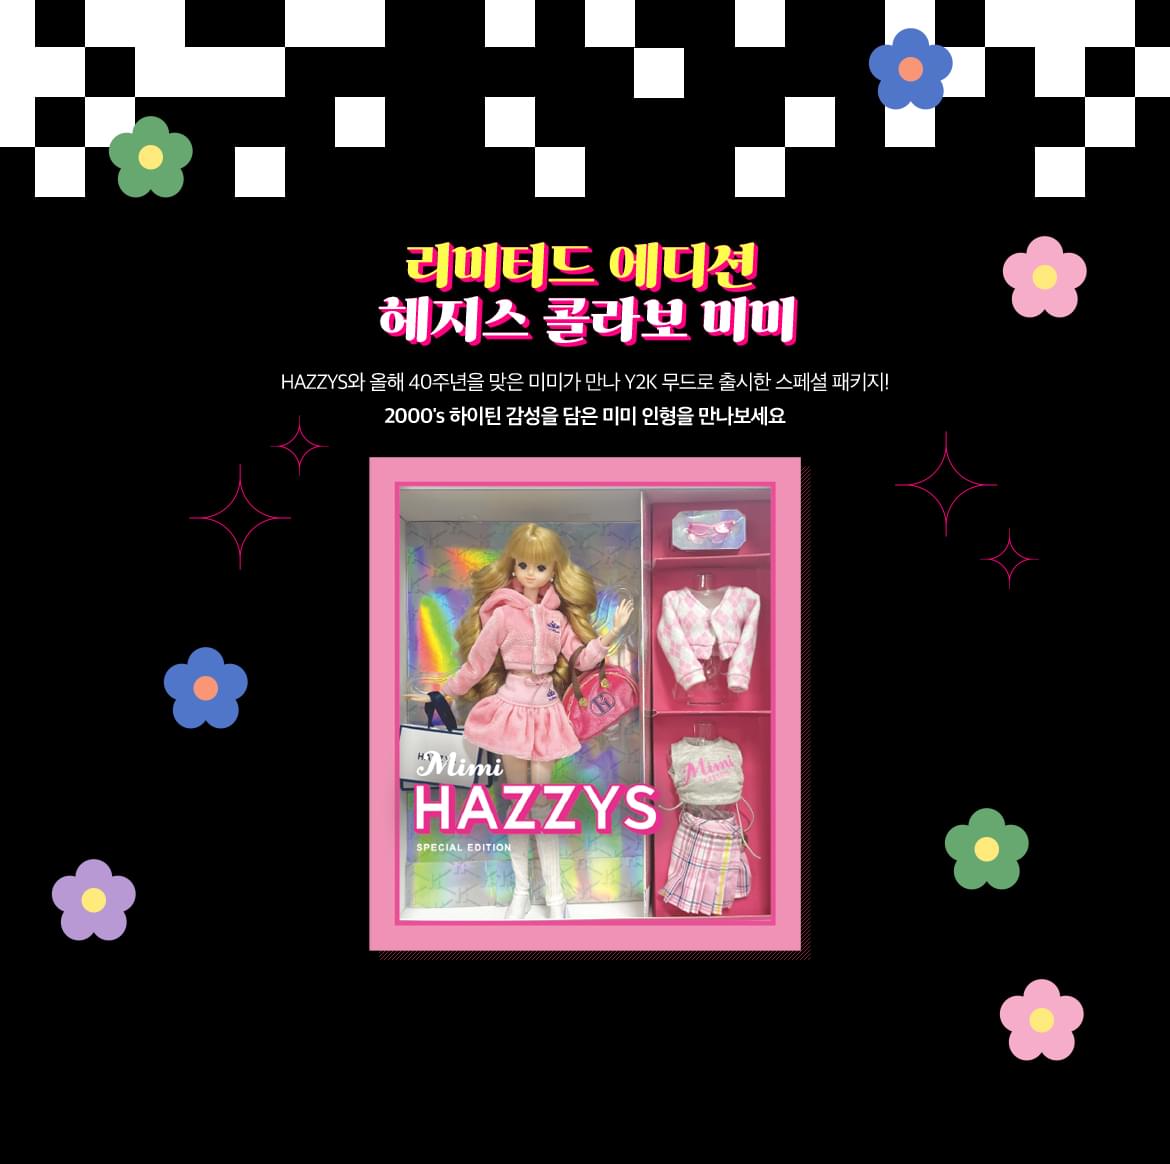 리미티드 에디션
헤지스 콜라보 미미
HAZZYS와 올해 40주년을 맞은 미미가 만나 Y2K 무드로 출시한 스페셜 패키지!
2000's 하이틴 감성을 담은 미미 인형을 만나보세요
Mimi
HAZZYS
SPECIAL EDITION
Mimi